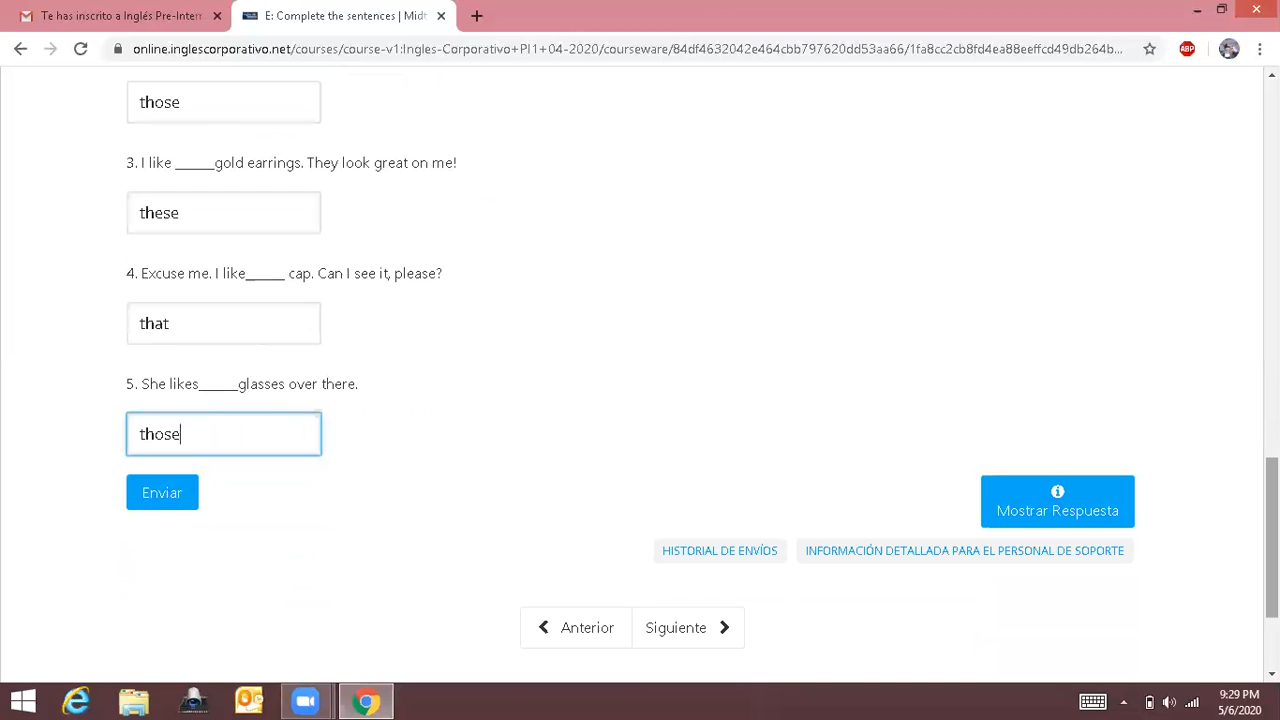 Te has inscrito a Inglés Pre-Interr
E: Complete the sentences | Midt
online.inglescorporativo.net/courses/course-v1:Ingles-Corporativo+PI1+04-2020/courseware/84df4632042e464cbb797620dd53aa66/1fa8cc2cb8fd4ea88eeffcd49db264b...
ABP
those
3. I like ______gold earrings. They look great on me!
these
4. Excuse me. I like______ cap. Can I see it, please?
that
5. She likes______glasses over there.
those
Enviar
Mostrar Respuesta
HISTORIAL DE ENVÍOS
INFORMACIÓN DETALLADA PARA EL PERSONAL DE SOPORTE
Anterior
Siguiente
9:29 PM
5/6/2020